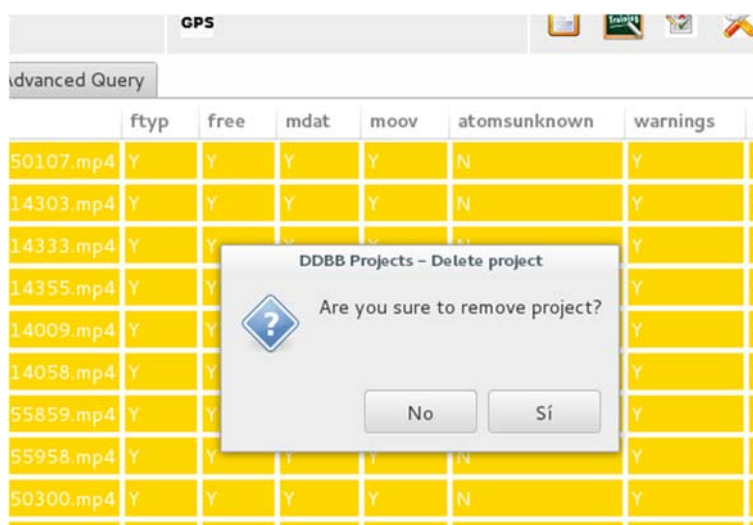 GPS
Training
Advanced Query
ftyp free mdat moov atomsunknown warnings
50107.mp4 Y Y Y Y N Y
14303.mp4 Y Y Y Y N Y
14333.mp4 Y Y Y Y N Y
DDBB Projects – Delete project
14355.mp4 Y Y Y
Are you sure to remove project?
14009.mp4 Y Y Y
14058.mp4 Y Y Y
55859.mp4 Y Y Y
No Sí
55958.mp4 Y Y Y Y N Y
50300.mp4 Y Y Y Y N Y